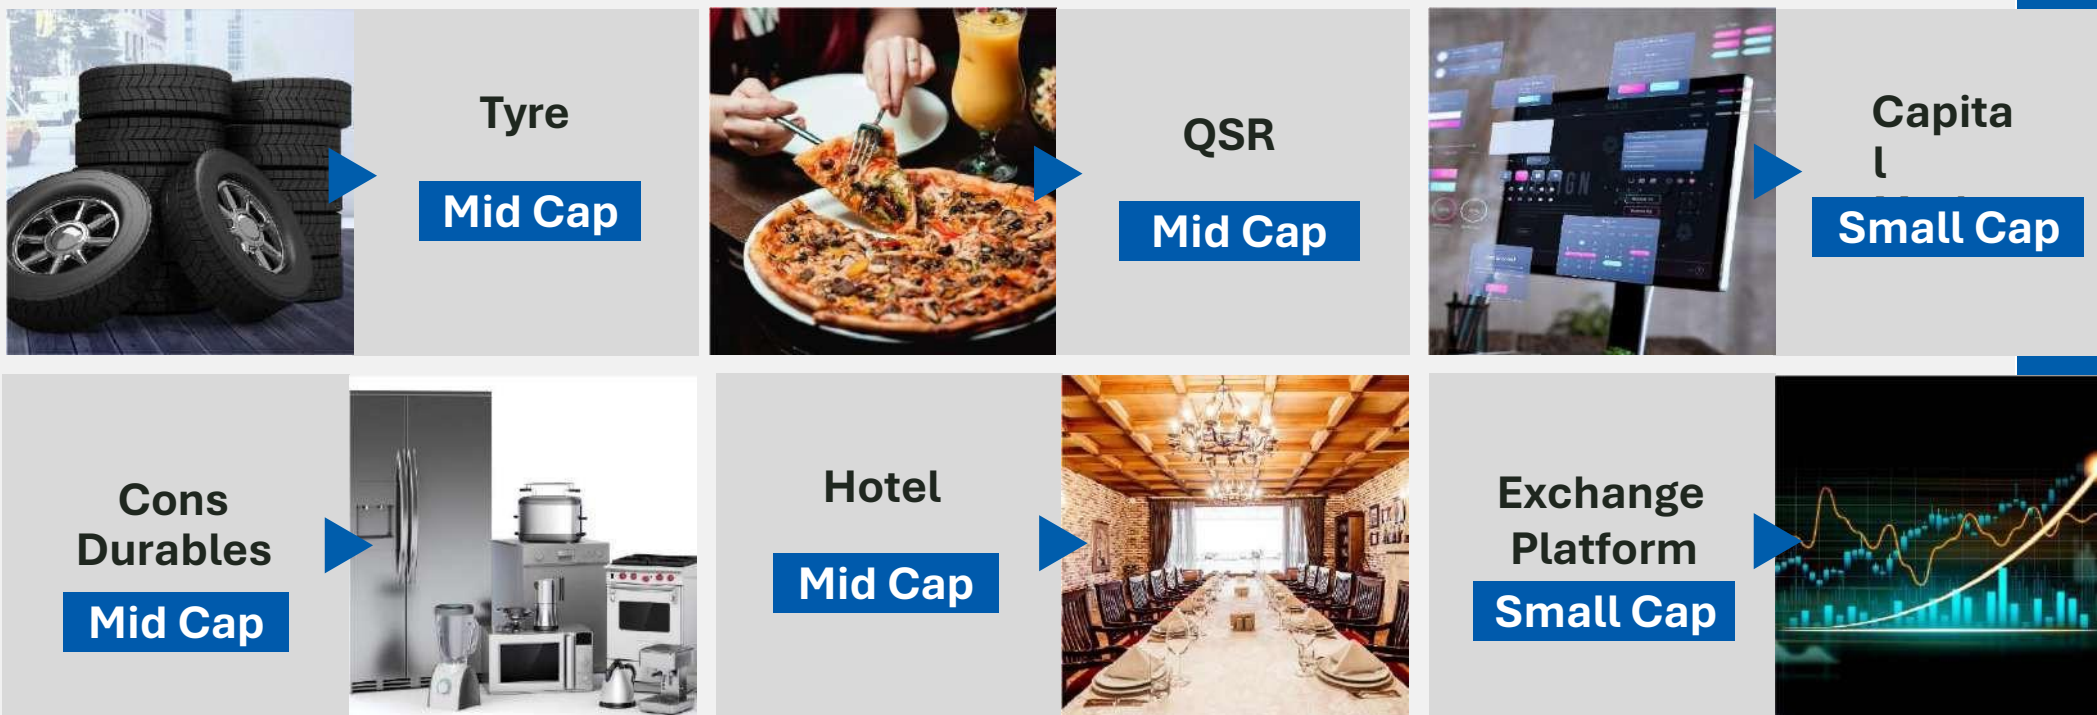 Tyre
Mid Cap
QSR
Mid Cap
Capita
l
Small Cap
Cons
Durables
Mid Cap
Hotel
Mid Cap
Exchange
Platform
Small Cap